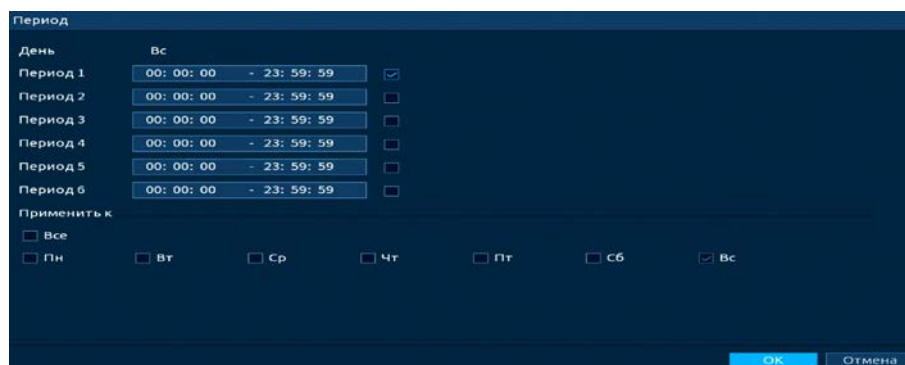 Период
День Вс
Период 1 00: 00: 00 - 23: 59: 59
Период 2 00: 00: 00 - 23: 59: 59
Период 3 00: 00: 00 - 23: 59: 59
Период 4 00: 00: 00 - 23: 59: 59
Период 5 00: 00: 00 - 23: 59: 59
Период 6 00: 00: 00 - 23: 59: 59
Применить к
Все
Пн Вт Ср Чт Пт Сб Вс
OK Отмена